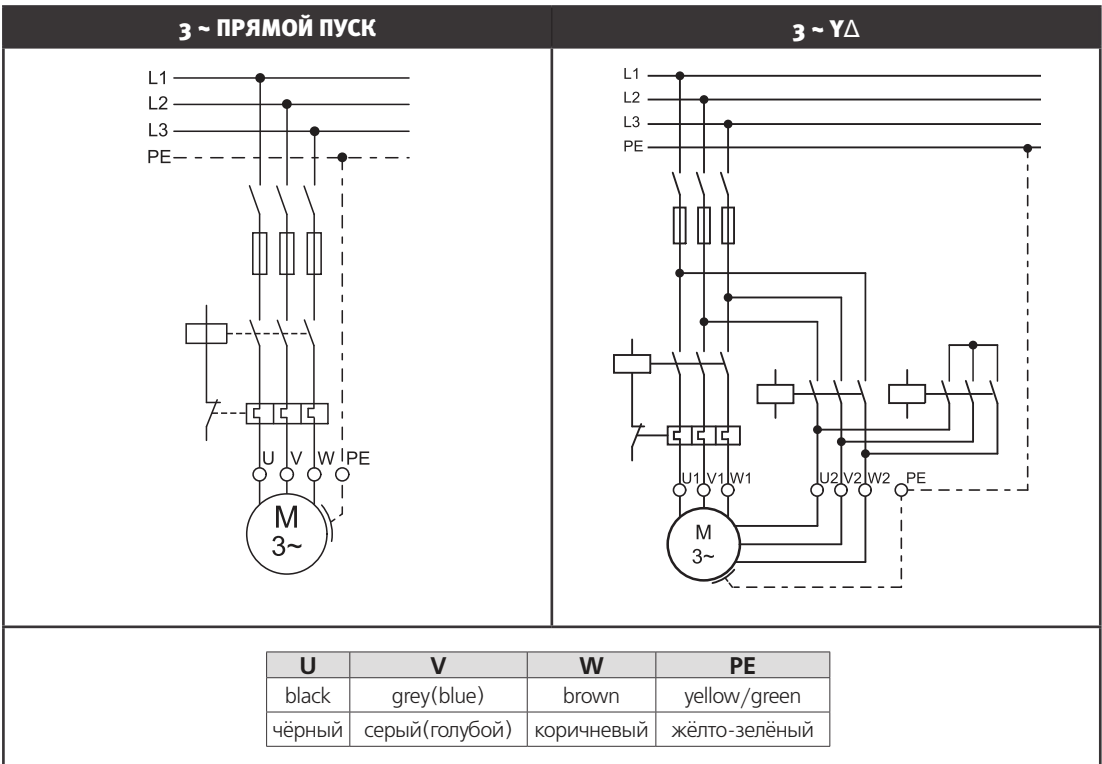 3 ~ ПРЯМОЙ ПУСК
L1
L2
L3
PE
U V W PE
M
3~
3 ~ YΔ
L1
L2
L3
PE
U1 V1 W1 U2 V2 W2 PE
M
3~
U V W PE
black grey(blue) brown yellow/green
чёрный серый(голубой) коричневый жёлто-зелёный